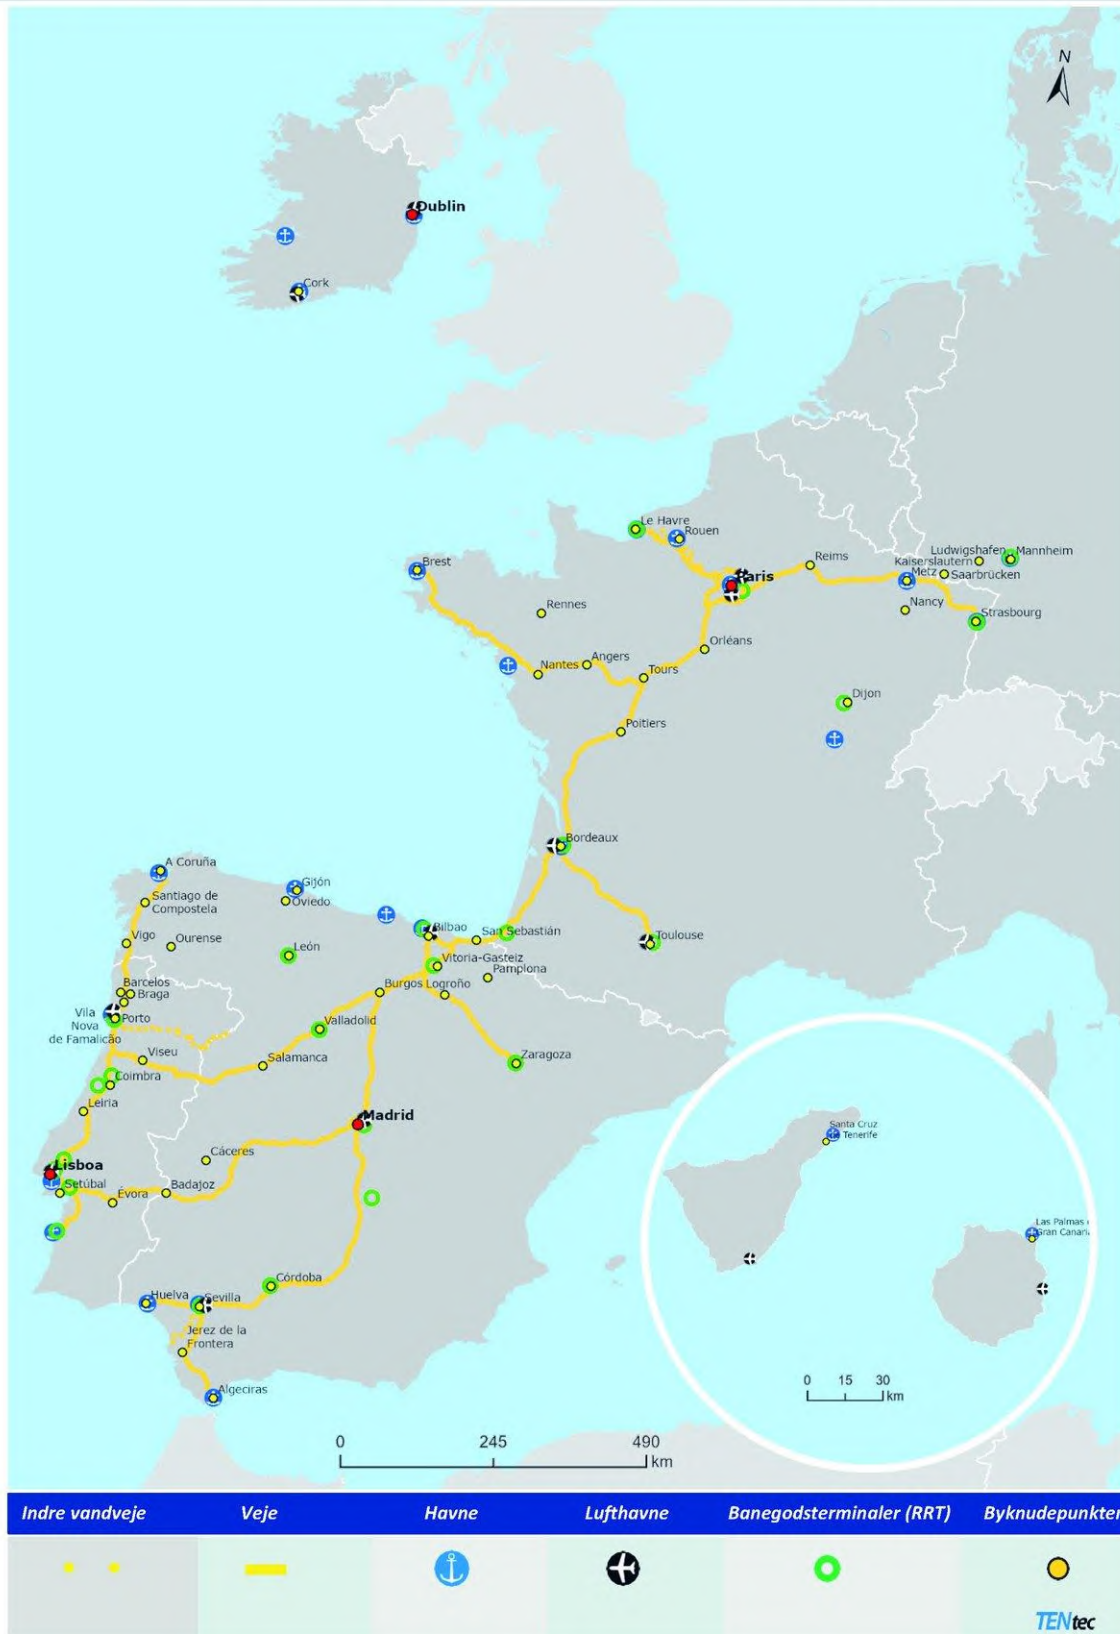 N
Dublin
Cork
Le Havre
Rouen
Brest
Paris
Reims
Ludwigshafen
Mannheim
Kaiserslautern
Metz
Saarbrücken
Nancy
Strasbourg
Rennes
Orléans
Nantes
Angers
Tours
Dijon
Poitiers
Bordeaux
A Coruña
Gijón
Santiago de
Compostela
Oviedo
Vigo
Ourense
Bilbao
San Sebastián
Toulouse
León
Vitoria-Gasteiz
Pamplona
Burgos
Logroño
Barcelos
Braga
Vila
Nova
de Famalicão
Porto
Valladolid
Viseu
Salamanca
Zaragoza
Coimbra
Leiria
Madrid
Cáceres
Lisboa
Setúbal
Évora
Badajoz
Córdoba
Huelva
Sevilla
Jerez de la
Frontera
Algeciras
Santa Cruz
Tenerife
Las Palmas
Gran Canari
0 15 30
km
0 245 490
km
Indre vandveje Veje Havne Lufthavne Banegodsterminaler (RRT) Byknudepunkter
TENtec